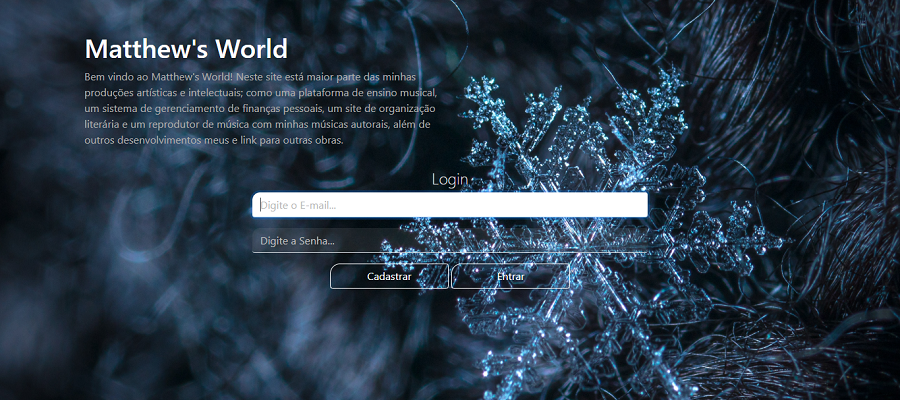 Matthew's World
Bem vindo ao Matthew's World! Neste site está maior parte das minhas
produções artísticas e intelectuais; como uma plataforma de ensino musical,
um sistema de gerenciamento de finanças pessoais, um site de organização
literária e um reprodutor de música com minhas músicas autorais, além de
outros desenvolvimentos meus e link para outras obras.
Login
Digite o E-mail...
Digite a Senha...
Cadastrar Entrar